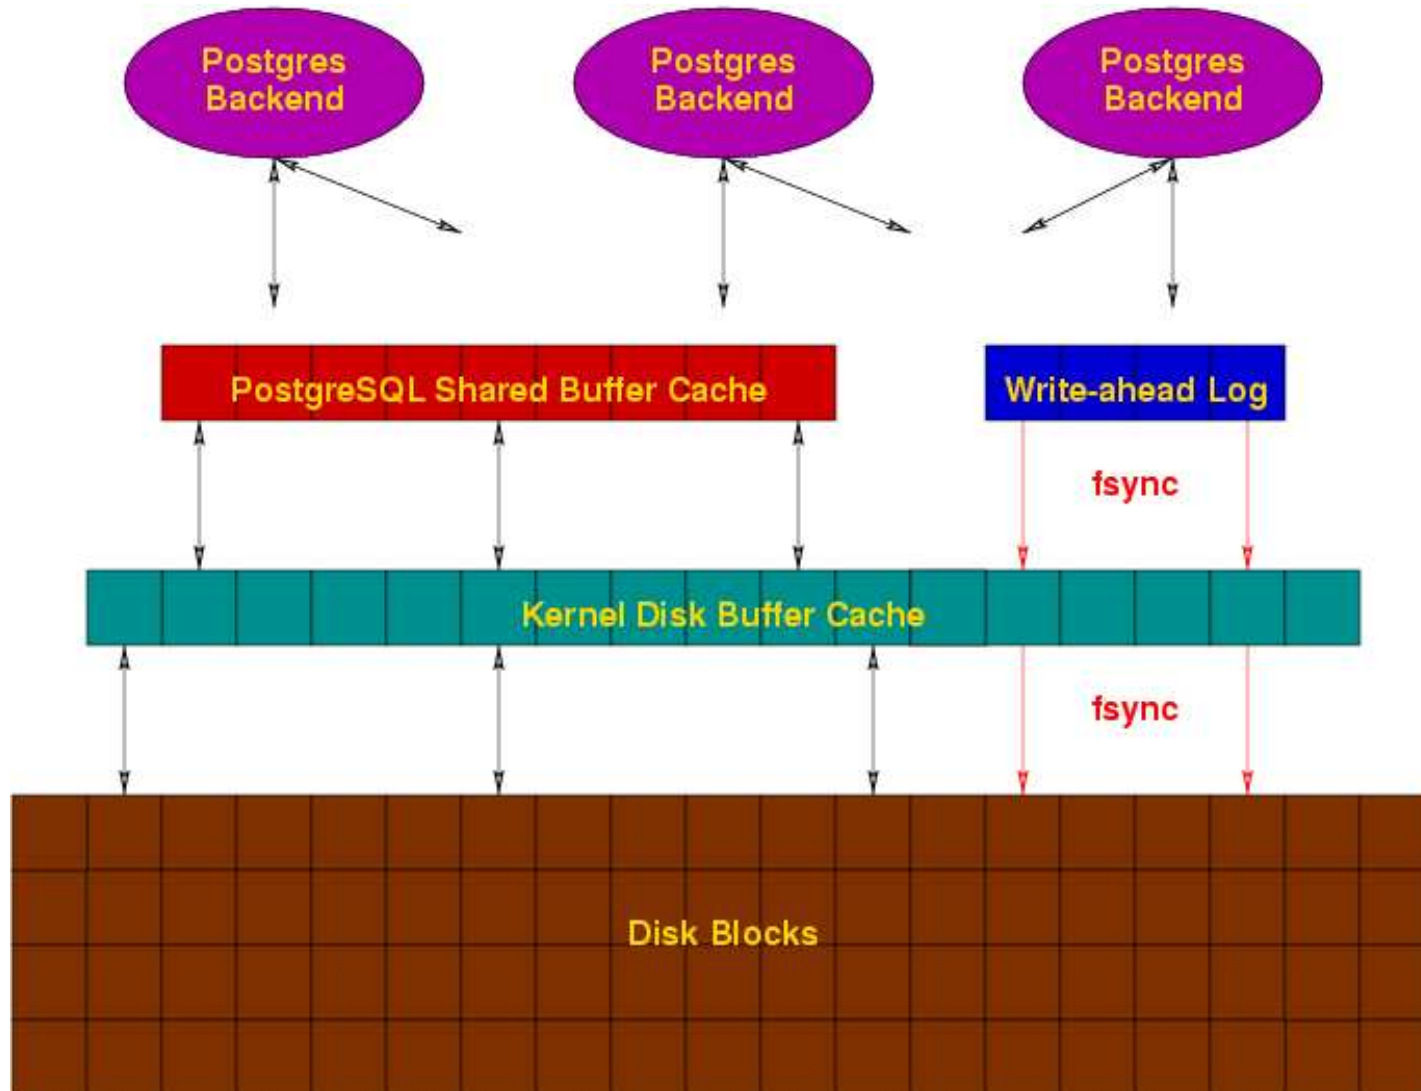 Postgres
Backend
Postgres
Backend
Postgres
Backend
PostgreSQL Shared Buffer Cache
Write-ahead Log
fsync
Kernel Disk Buffer Cache
fsync
Disk Blocks